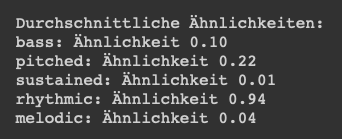 Durchschnittliche Ähnlichkeiten:
bass: Ähnlichkeit 0.10
pitched: Ähnlichkeit 0.22
sustained: Ähnlichkeit 0.01
rhythmic: Ähnlichkeit 0.94
melodic: Ähnlichkeit 0.04